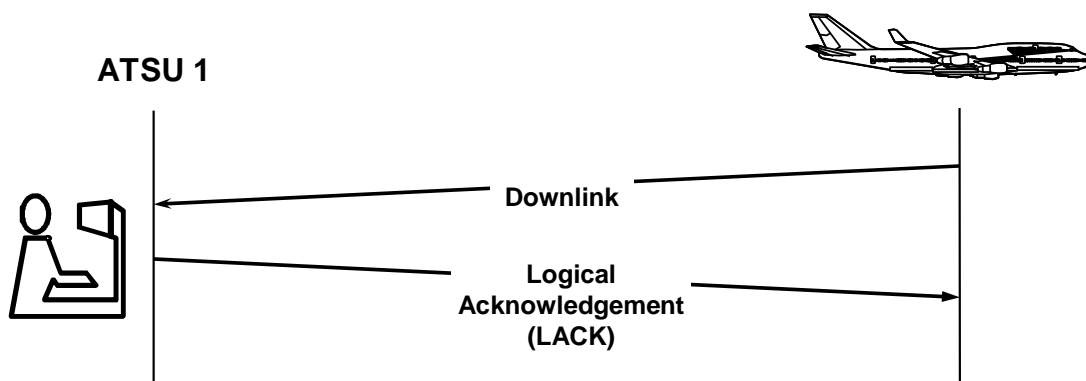 ATSU 1
Downlink
Logical
Acknowledgement
(LACK)